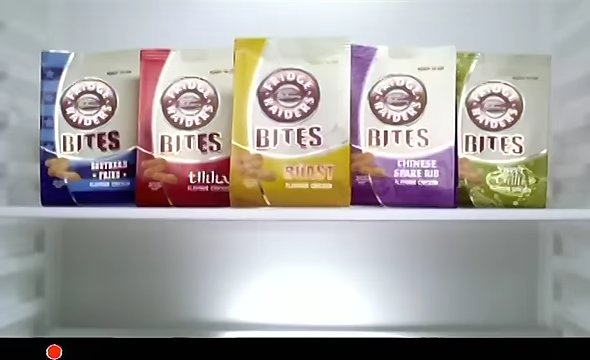 FRIDGE RAIDERS
BITES
SOUTHERN
FRIED
FLAVOUR CHICKEN
FRIDGE RAIDERS
BITES
FRIDGE RAIDERS
BITES
ROAST
FLAVOUR CHICKEN
FRIDGE RAIDERS
BITES
CHINESE
SPARE RIB
FLAVOUR CHICKEN
FRIDGE RAIDERS
BITES